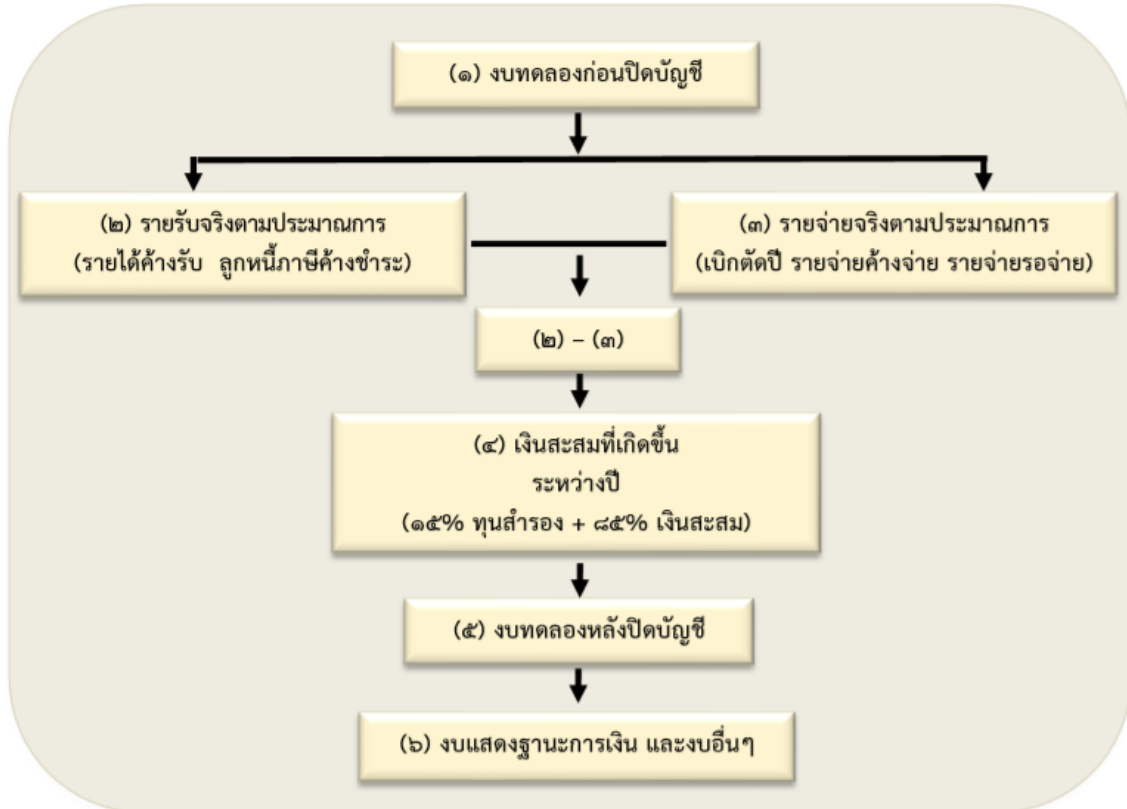 (๑) งบทดลองก่อนปิดบัญชี
(๒) รายรับจริงตามประมาณการ
(รายได้ค้างรับ ลูกหนี้ภาษีค้างชำระ)
(๓) รายจ่ายจริงตามประมาณการ
(เบิกตัดปี รายจ่ายค้างจ่าย รายจ่ายรอจ่าย)
(๒) – (๓)
(๔) เงินสะสมที่เกิดขึ้น
ระหว่างปี
(๑๕% ทุนสำรอง + ๘๕% เงินสะสม)
(๕) งบทดลองหลังปิดบัญชี
(๖) งบแสดงฐานะการเงิน และงบอื่นๆ